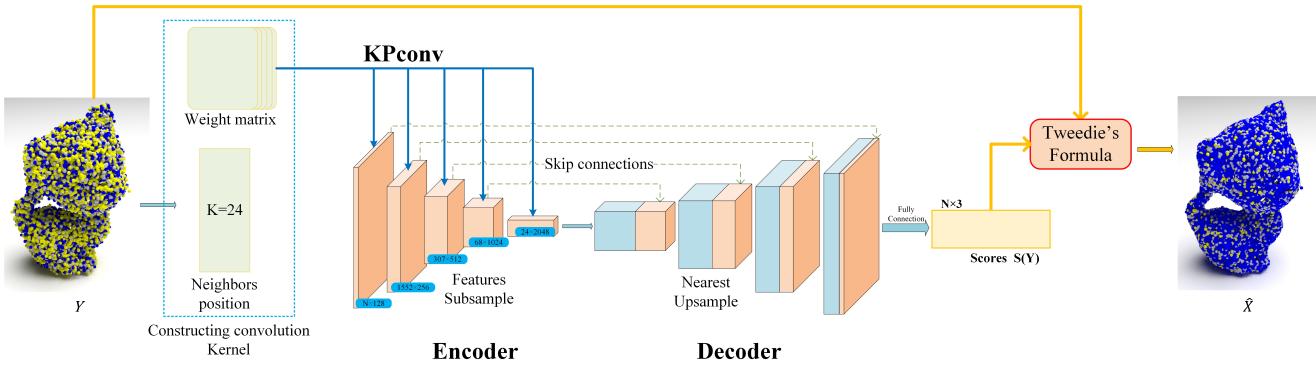 KPconv
Weight matrix
K=24
Neighbors
position
Constructing convolution
Kernel
Y
Skip connections
N×128
1552×256
307×512
68×1024
24×2048
Features
Subsample
Nearest
Upsample
Encoder
Decoder
Fully
Connection
N×3
Scores S(Y)
Tweedie's
Formula
X̂